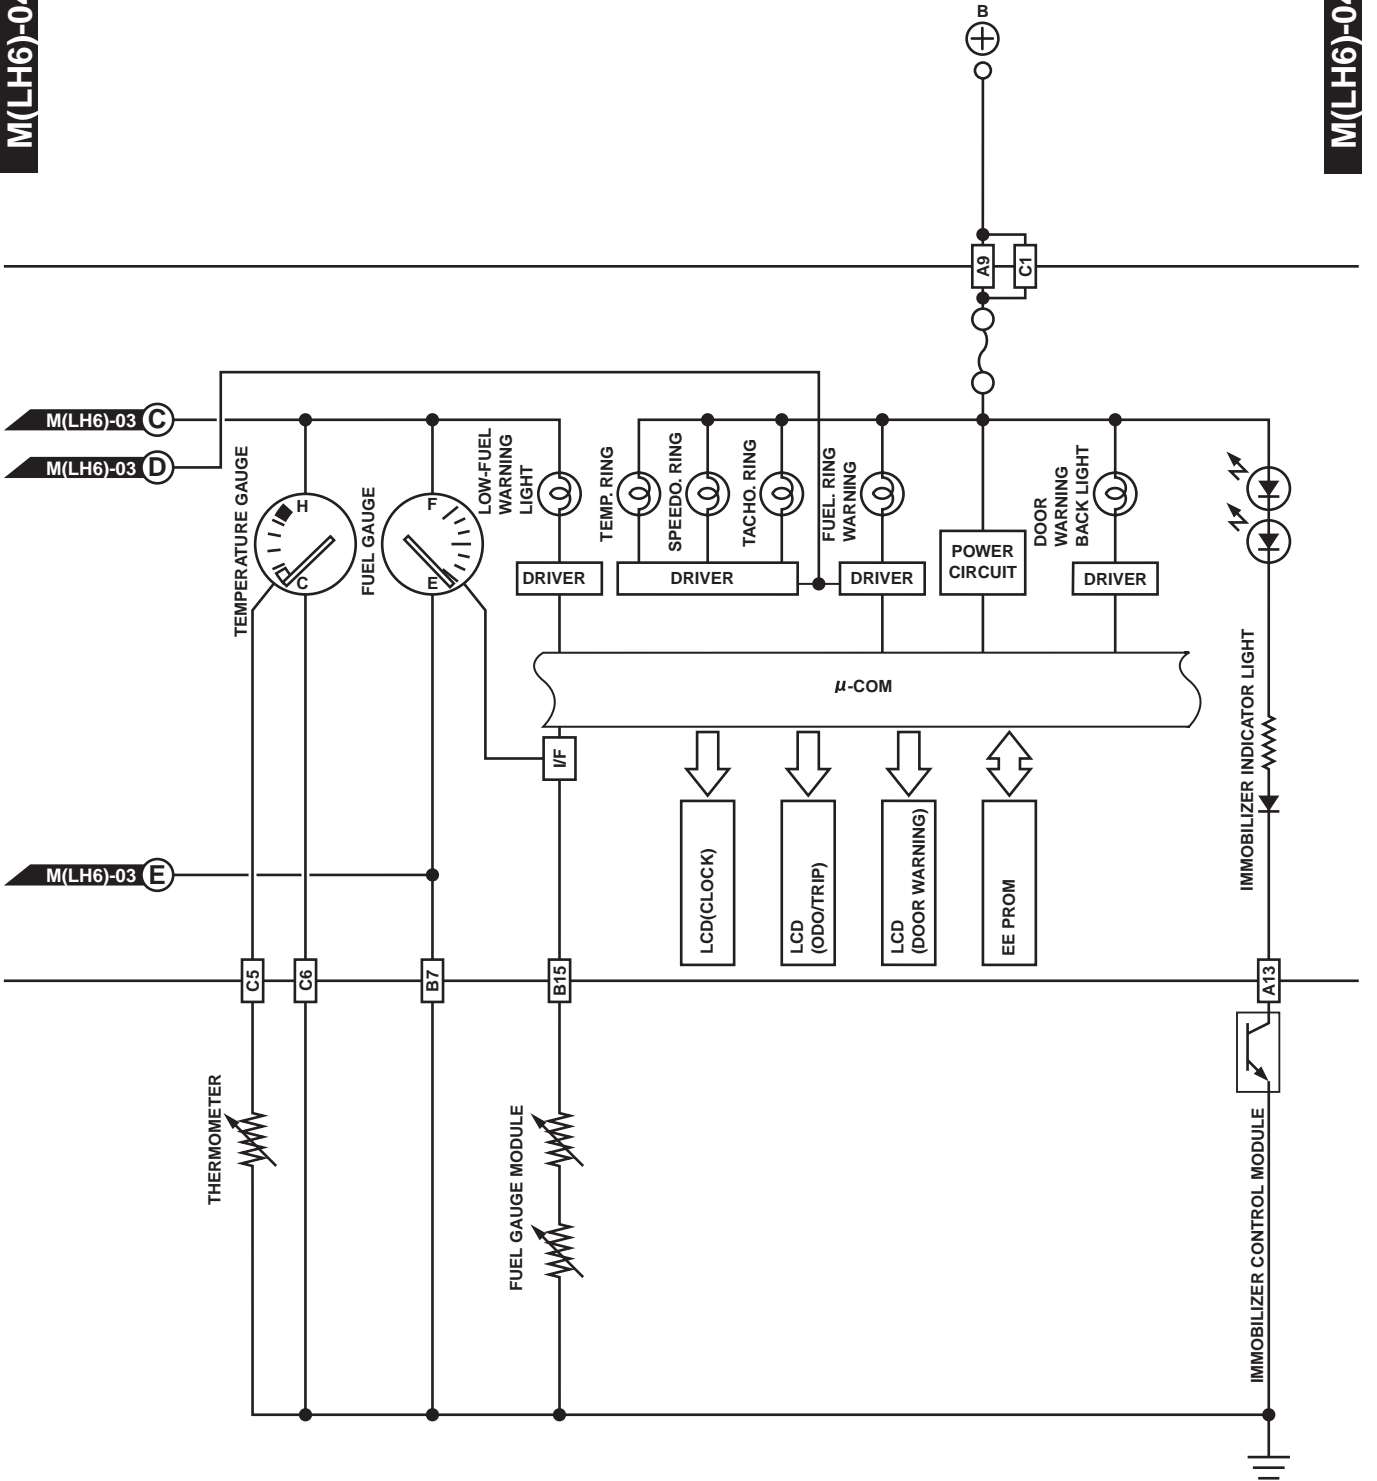 M(LH6)-04
M(LH6)-04
B
A9
C1
M(LH6)-03 C
M(LH6)-03 D
TEMPERATURE GAUGE
H
C
FUEL GAUGE
F
E
LOW-FUEL
WARNING
LIGHT
TEMP. RING
SPEEDO. RING
TACHO. RING
FUEL. RING
WARNING
DOOR
WARNING
BACK LIGHT
DRIVER
DRIVER
DRIVER
POWER
CIRCUIT
DRIVER
µ-COM
I/F
IMMOBILIZER INDICATOR LIGHT
LCD(CLOCK)
LCD
(ODO/TRIP)
LCD
(DOOR WARNING)
EE PROM
M(LH6)-03 E
C5
C6
B7
B15
A13
THERMOMETER
FUEL GAUGE MODULE
IMMOBILIZER CONTROL MODULE